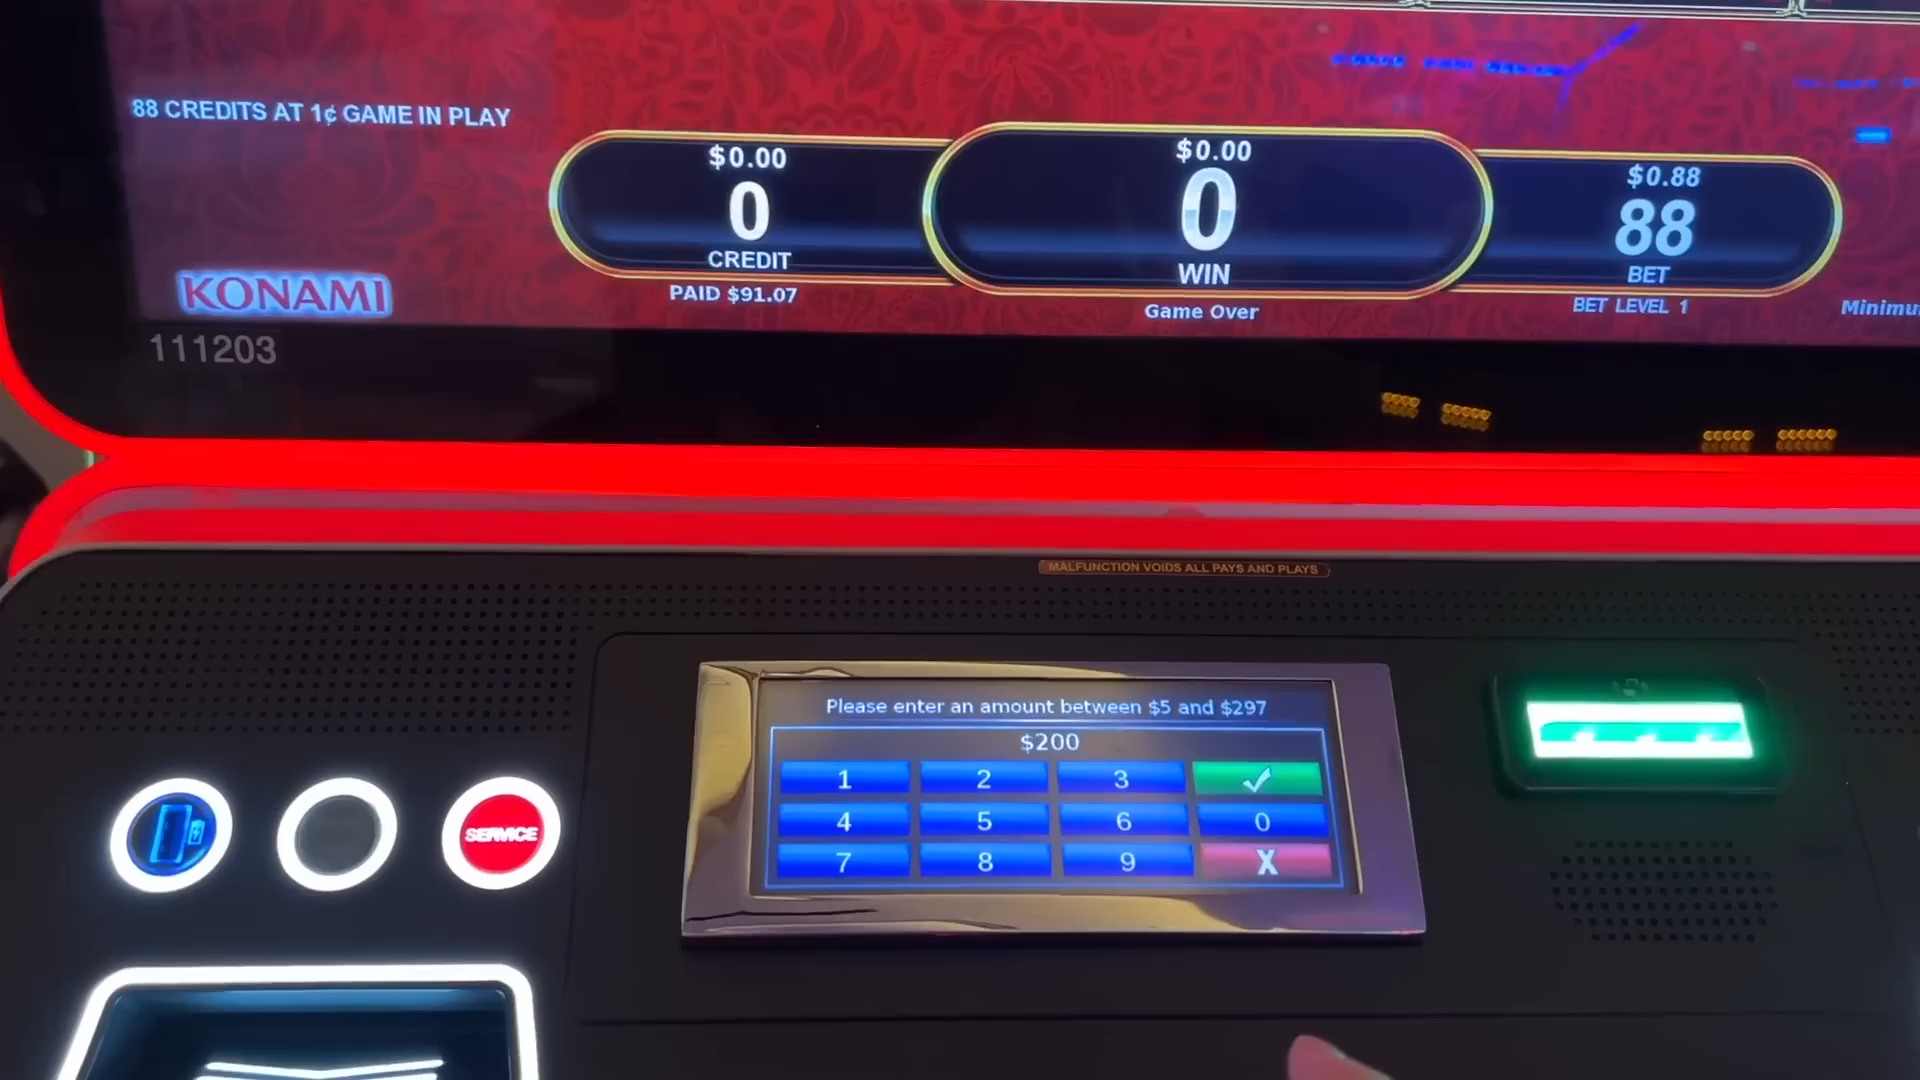 88 CREDITS AT 1¢ GAME IN PLAY
$0.00
0
CREDIT
PAID $91.07
$0.00
0
WIN
Game Over
$0.88
88
BET
BET LEVEL 1
KONAMI
111203
MALFUNCTION VOIDS ALL PAYS AND PLAYS
Please enter an amount between $5 and $297
$200
1 2 3 ✓
4 5 6 0
7 8 9 X
SERVICE